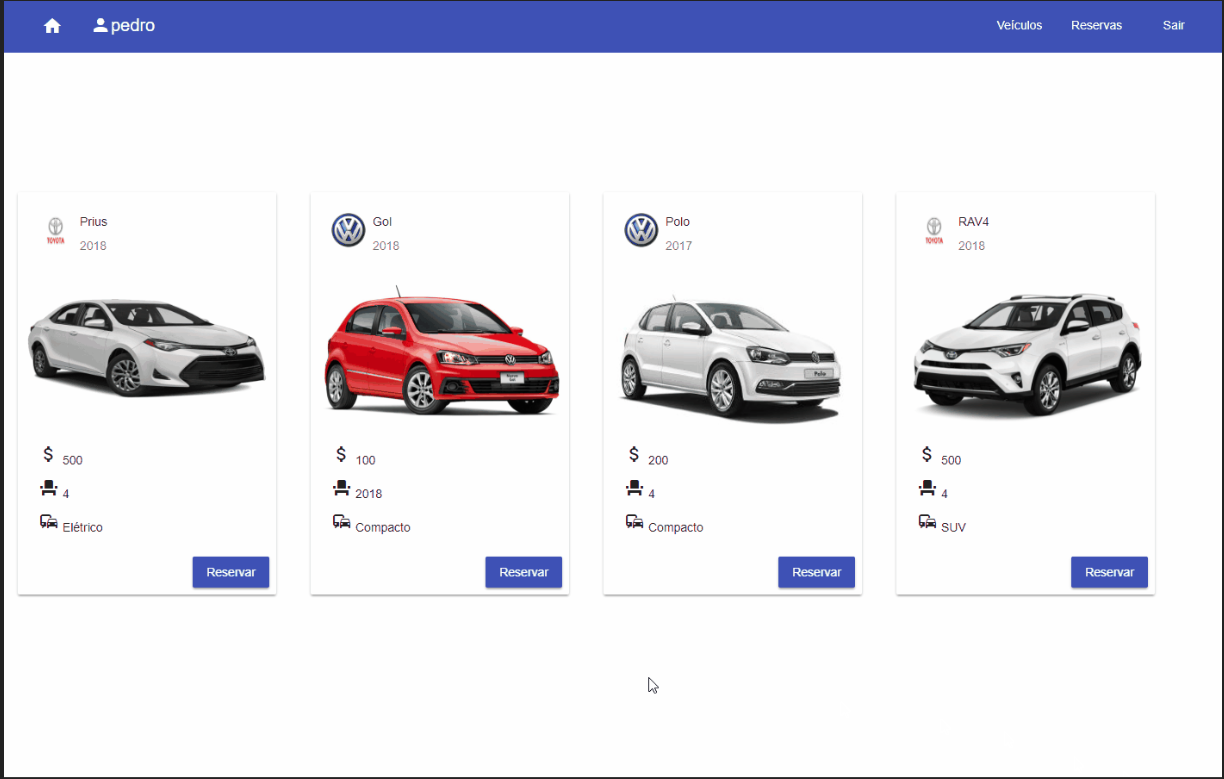 pedro
Veículos
Reservas
Sair
TOYOTA
Prius
2018
500
4
Elétrico
Reservar
Gol
2018
100
2018
Compacto
Reservar
Polo
2017
Polo
200
4
Compacto
Reservar
TOYOTA
RAV4
2018
500
4
SUV
Reservar